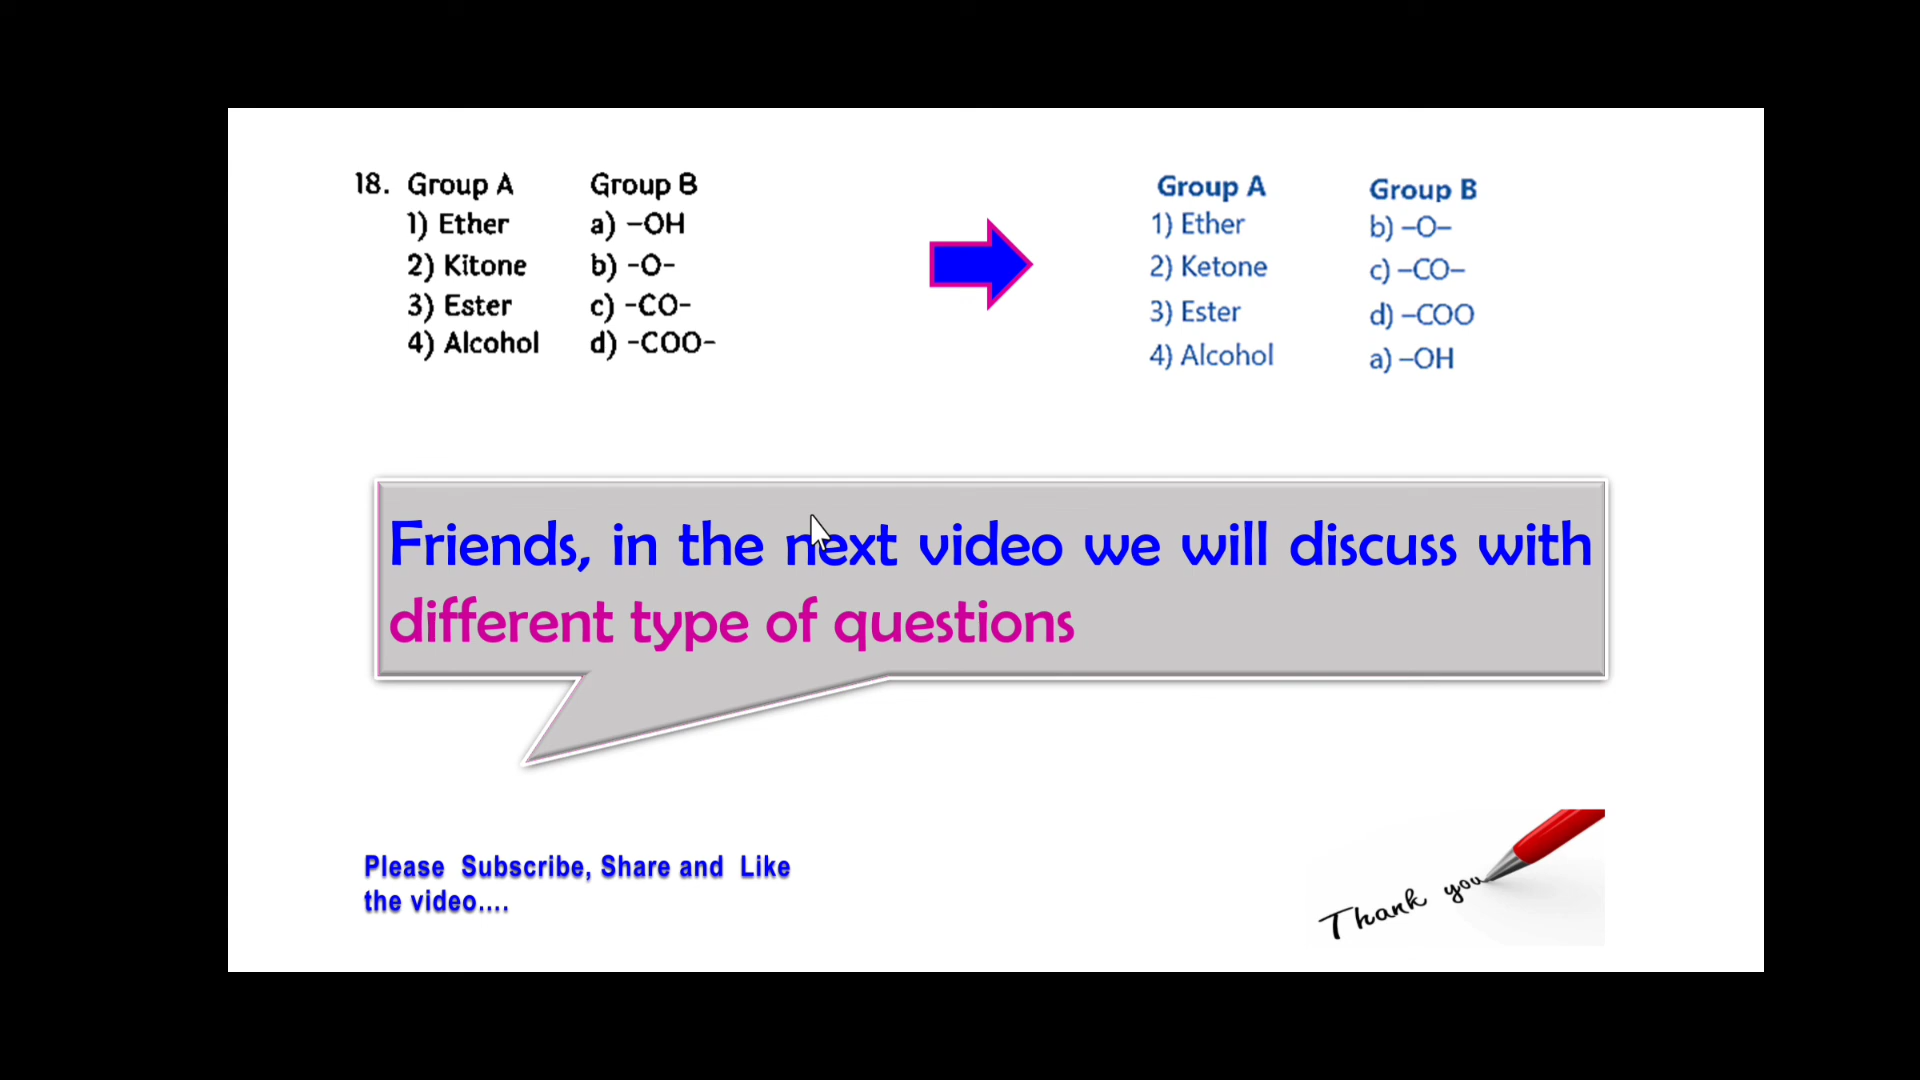 18. Group A Group B
1) Ether a) –OH
2) Kitone b) -O-
3) Ester c) -CO-
4) Alcohol d) -COO-
Group A Group B
1) Ether b) –O–
2) Ketone c) –CO–
3) Ester d) –COO
4) Alcohol a) –OH
Friends, in the next video we will discuss with
different type of questions
Please Subscribe, Share and Like
the video....
Thank you